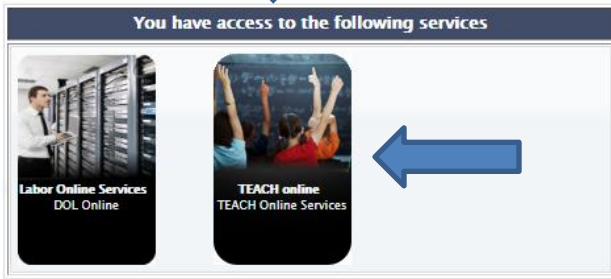 You have access to the following services
Labor Online Services
DOL Online
TEACH online
TEACH Online Services